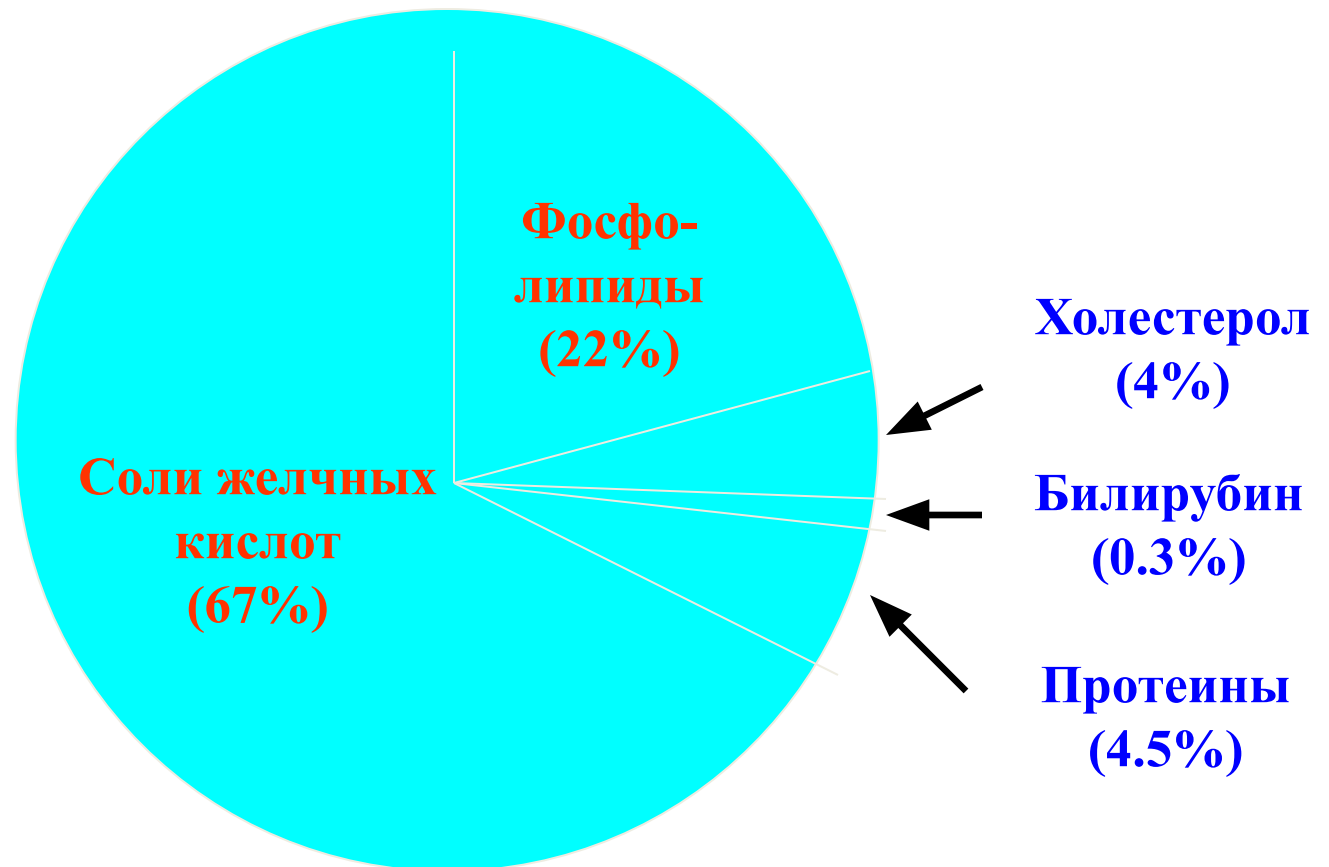 Фосфо-
липиды
(22%)
Холестерол
(4%)
Соли желчных
кислот
(67%)
Билирубин
(0.3%)
Протеины
(4.5%)